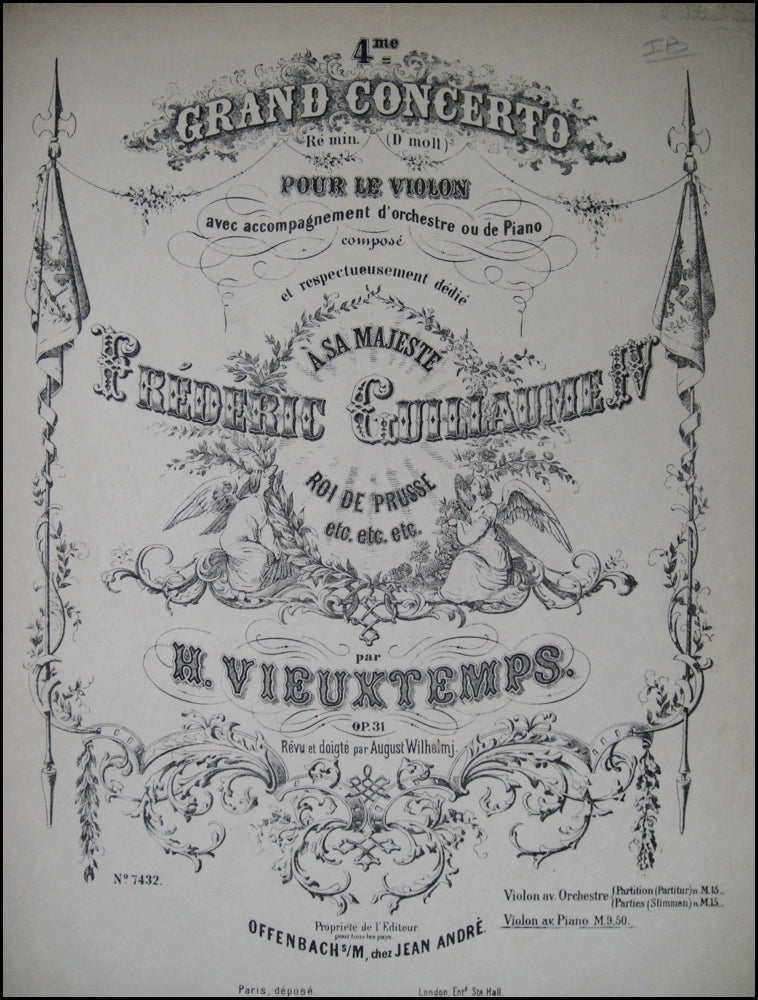 IB
4me
GRAND CONCERTO
Ré min. (D moll)
POUR LE VIOLON
avec accompagnement d'orchestre ou de Piano
composé
et respectueusement dédié
À SA MAJESTE
FRÉDÉRIC GUILLAUME IV
ROI DE PRUSSE
etc. etc. etc.
par
H. VIEUXTEMPS.
OP. 31
Révu et doigté par August Wilhelmj.
No 7432.
Violon av. Orchestre {Partition (Partitur) n. M. 15._
{Parties (Stimmen) n. M. 15._
Violon av. Piano M. 9,50.
Propriété de l'Editeur.
pour tous les pays
OFFENBACH s/M, chez JEAN ANDRÉ.
Paris, déposé. London, Entd Sta Hall